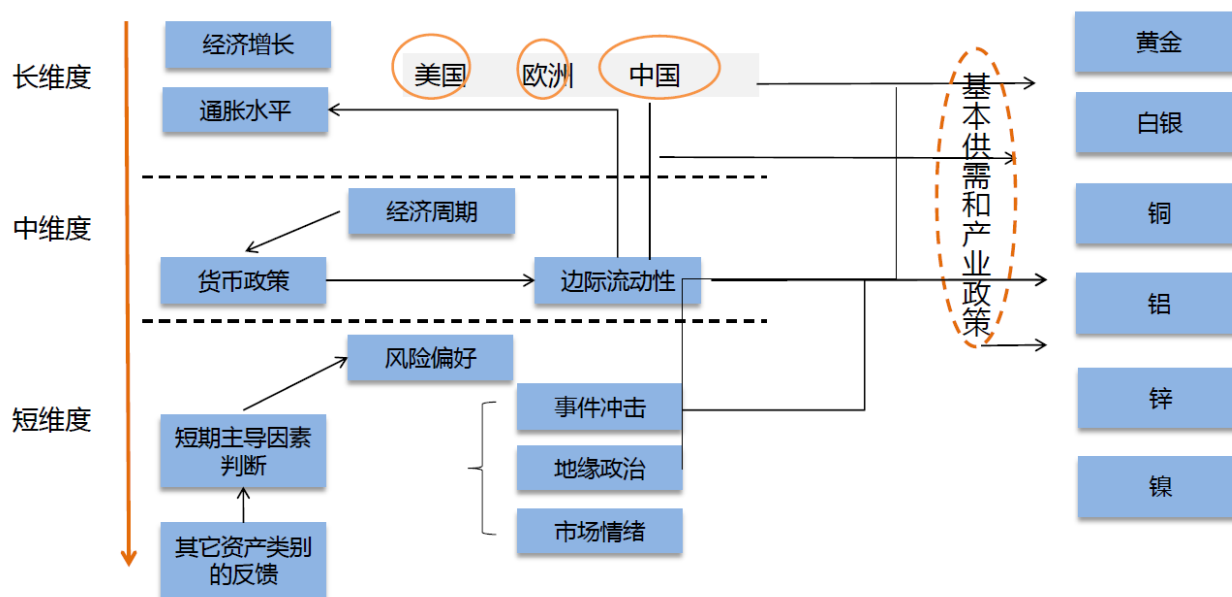 经济增长
美国
欧洲
中国
黄金
长维度
通胀水平
白银
基本供需和产业政策
经济周期
铜
中维度
货币政策
边际流动性
铝
风险偏好
事件冲击
锌
短维度
短期主导因素
判断
地缘政治
镍
市场情绪
其它资产类别
的反馈